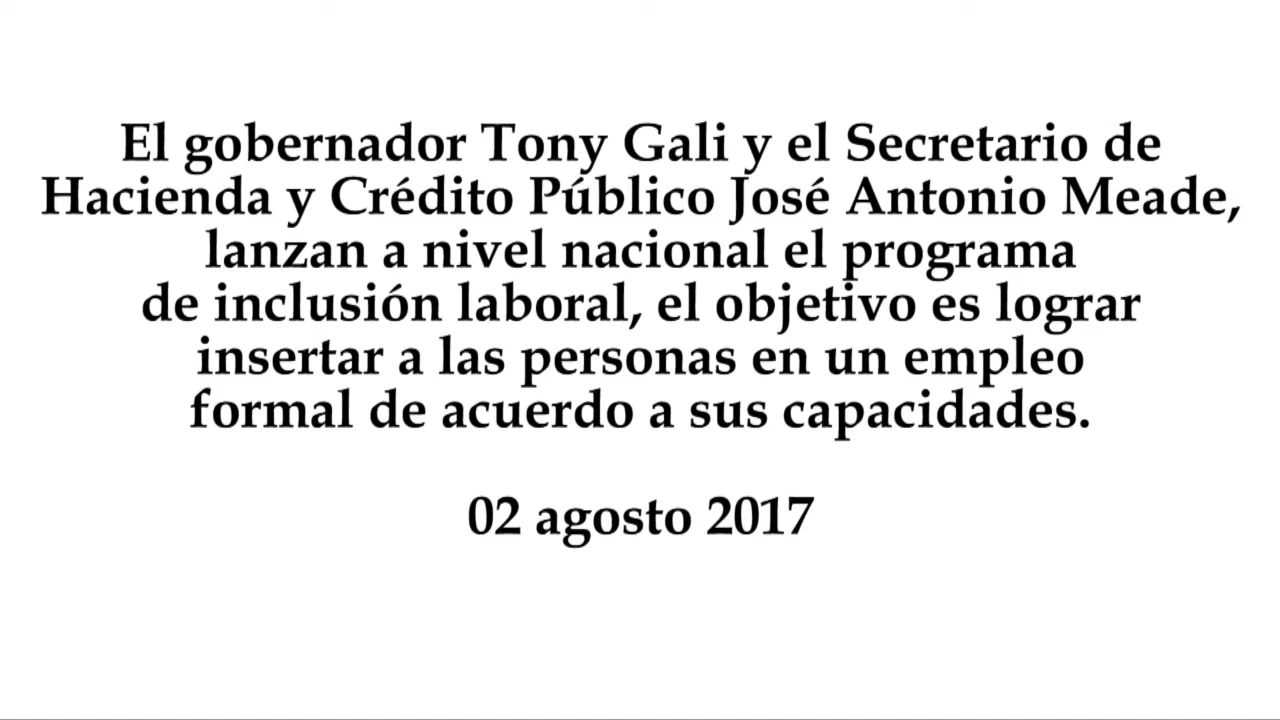 El gobernador Tony Gali y el Secretario de
Hacienda y Crédito Público José Antonio Meade,
lanzan a nivel nacional el programa
de inclusión laboral, el objetivo es lograr
insertar a las personas en un empleo
formal de acuerdo a sus capacidades.
02 agosto 2017